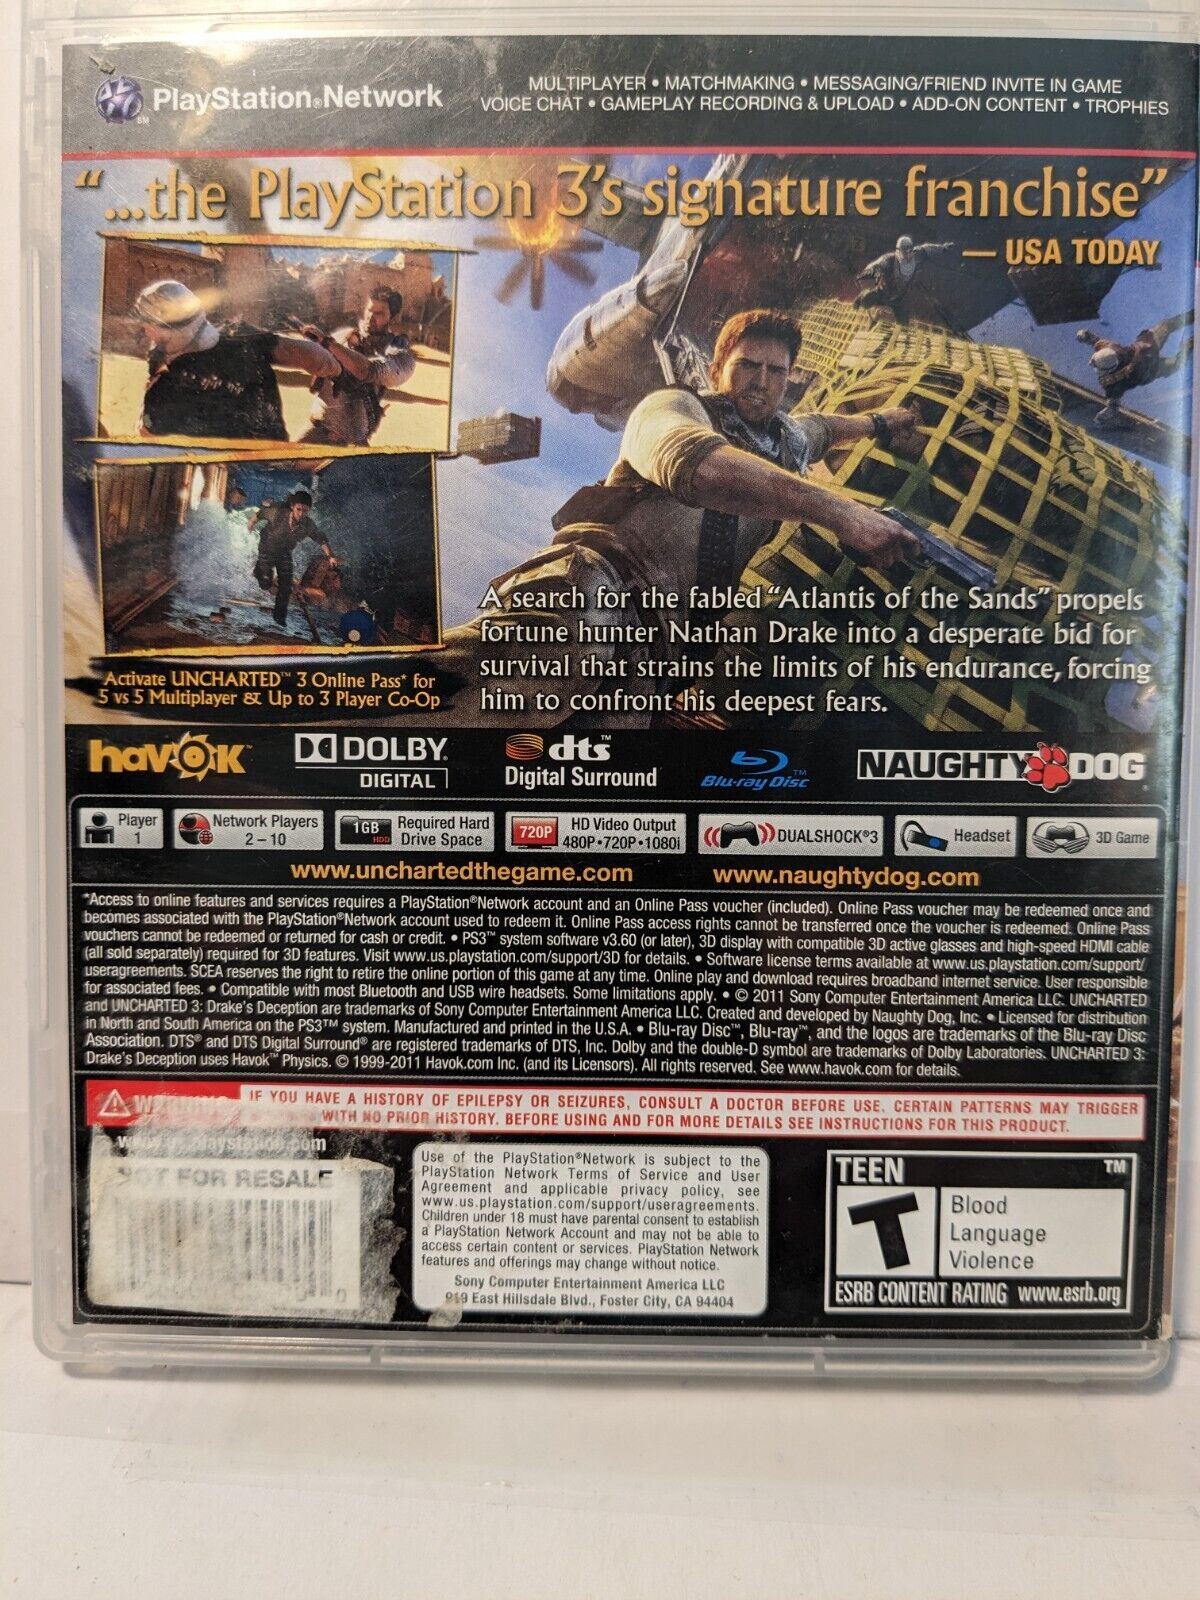 PlayStation®Network
SM
MULTIPLAYER • MATCHMAKING • MESSAGING/FRIEND INVITE IN GAME
VOICE CHAT • GAMEPLAY RECORDING & UPLOAD • ADD-ON CONTENT • TROPHIES
“...the PlayStation 3’s signature franchise”
— USA TODAY
A search for the fabled “Atlantis of the Sands” propels
fortune hunter Nathan Drake into a desperate bid for
survival that strains the limits of his endurance, forcing
him to confront his deepest fears.
Activate UNCHARTED™ 3 Online Pass* for
5 vs 5 Multiplayer & Up to 3 Player Co-Op
havok™
DOLBY.
DIGITAL
dts™
Digital Surround
Blu-ray Disc™
NAUGHTY DOG
Player
1
Network Players
2 – 10
1GB
HDD
Required Hard
Drive Space
720P
HD Video Output
480P•720P•1080i
DUALSHOCK®3
Headset
3D Game
www.unchartedthegame.com
www.naughtydog.com
*Access to online features and services requires a PlayStation®Network account and an Online Pass voucher (included). Online Pass voucher may be redeemed once and
becomes associated with the PlayStation®Network account used to redeem it. Online Pass access rights cannot be transferred once the voucher is redeemed. Online Pass
vouchers cannot be redeemed or returned for cash or credit. • PS3™ system software v3.60 (or later), 3D display with compatible 3D active glasses and high-speed HDMI cable
(all sold separately) required for 3D features. Visit www.us.playstation.com/support/3D for details. • Software license terms available at www.us.playstation.com/support/
useragreements. SCEA reserves the right to retire the online portion of this game at any time. Online play and download requires broadband internet service. User responsible
for associated fees. • Compatible with most Bluetooth and USB wire headsets. Some limitations apply. • © 2011 Sony Computer Entertainment America LLC. UNCHARTED
and UNCHARTED 3: Drake's Deception are trademarks of Sony Computer Entertainment America LLC. Created and developed by Naughty Dog, Inc. • Licensed for distribution
in North and South America on the PS3™ system. Manufactured and printed in the U.S.A. • Blu-ray Disc™, Blu-ray™, and the logos are trademarks of the Blu-ray Disc
Association. DTS® and DTS Digital Surround® are registered trademarks of DTS, Inc. Dolby and the double-D symbol are trademarks of Dolby Laboratories. UNCHARTED 3:
Drake's Deception uses Havok™ Physics. © 1999-2011 Havok.com Inc. (and its Licensors). All rights reserved. See www.havok.com for details.
WARNING:
IF YOU HAVE A HISTORY OF EPILEPSY OR SEIZURES, CONSULT A DOCTOR BEFORE USE. CERTAIN PATTERNS MAY TRIGGER
WITH NO PRIOR HISTORY. BEFORE USING AND FOR MORE DETAILS SEE INSTRUCTIONS FOR THIS PRODUCT.
playstation.com
NOT FOR RESALE
Use of the PlayStation®Network is subject to the
PlayStation Network Terms of Service and User
Agreement and applicable privacy policy, see
www.us.playstation.com/support/useragreements.
Children under 18 must have parental consent to establish
a PlayStation Network Account and may not be able to
access certain content or services. PlayStation Network
features and offerings may change without notice.
Sony Computer Entertainment America LLC
919 East Hillsdale Blvd., Foster City, CA 94404
TEEN
™
T
Blood
Language
Violence
ESRB CONTENT RATING www.esrb.org